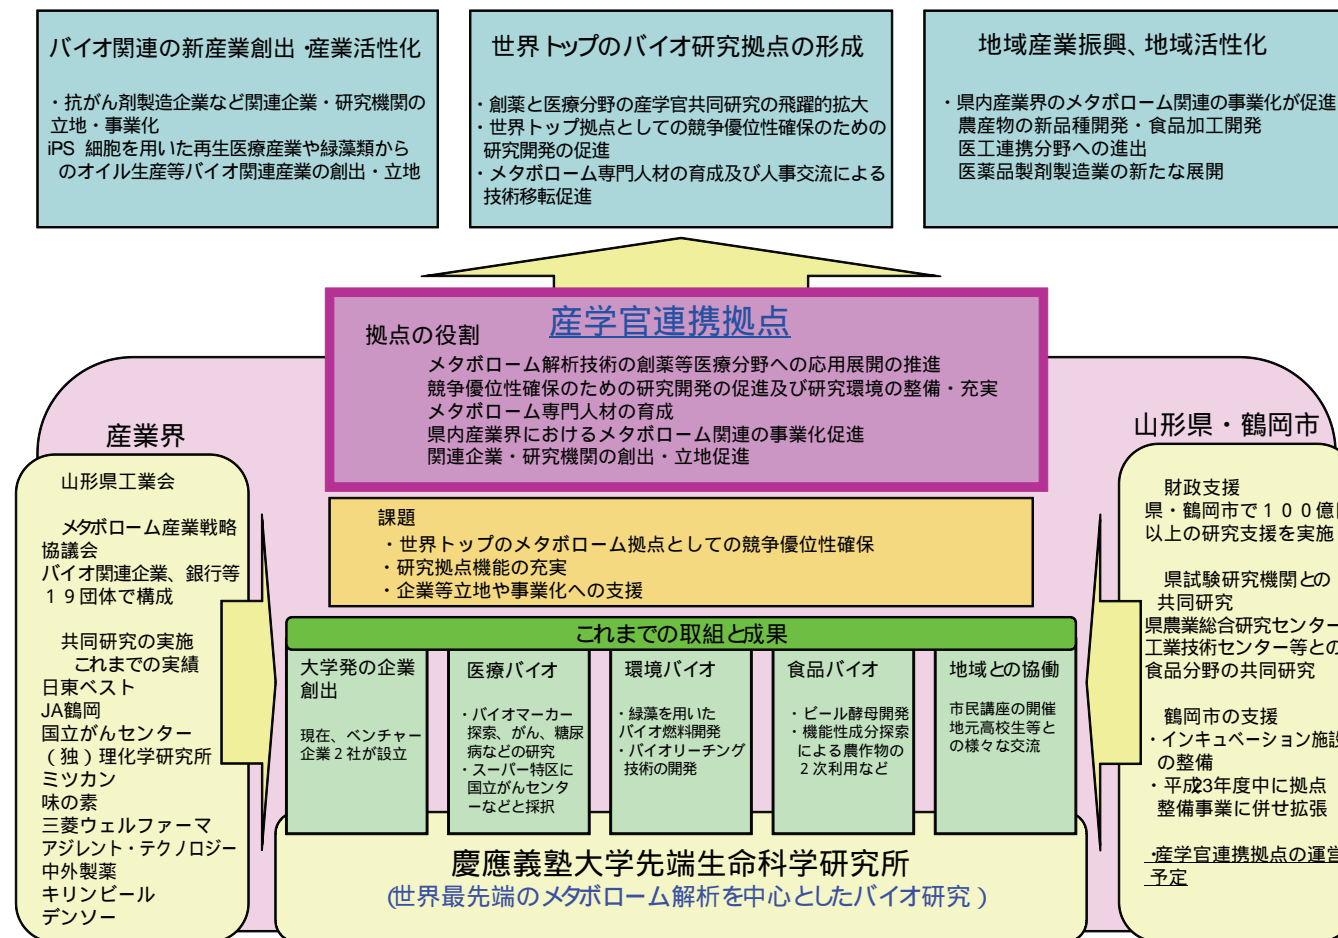 バイオ関連の新産業創出・産業活性化
・抗がん剤製造企業など関連企業・研究機関の
立地・事業化
iPS 細胞を用いた再生医療産業や緑藻類から
のオイル生産等バイオ関連産業の創出・立地
世界トップのバイオ研究拠点の形成
・創薬と医療分野の産学官共同研究の飛躍的拡大
・世界トップ拠点としての競争優位性確保のための
研究開発の促進
・メタボローム専門人材の育成及び人事交流による
技術移転促進
地域産業振興、地域活性化
・県内産業界のメタボローム関連の事業化が促進
農産物の新品種開発・食品加工開発
医工連携分野への進出
医薬品製剤製造業の新たな展開
産学官連携拠点
拠点の役割
メタボローム解析技術の創薬等医療分野への応用展開の推進
競争優位性確保のための研究開発の促進及び研究環境の整備・充実
メタボローム専門人材の育成
県内産業界におけるメタボローム関連の事業化促進
関連企業・研究機関の創出・立地促進
産業界
山形県工業会
メタボローム産業戦略
協議会
バイオ関連企業、銀行等
19団体で構成
共同研究の実施
これまでの実績
日東ベスト
JA鶴岡
国立がんセンター
(独)理化学研究所
ミツカン
味の素
三菱ウェルファーマ
アジレント・テクノロジー
中外製薬
キリンビール
デンソー
課題
・世界トップのメタボローム拠点としての競争優位性確保
・研究拠点機能の充実
・企業等立地や事業化への支援
これまでの取組と成果
大学発の企業
創出
現在、ベンチャー
企業2社が設立
医療バイオ
・バイオマーカー
探索、がん、糖尿
病などの研究
・スーパー特区に
国立がんセンタ
ーなどと採択
環境バイオ
・緑藻を用いた
バイオ燃料開発
・バイオリーチング
技術の開発
食品バイオ
・ビール酵母開発
・機能性成分探索
による農作物の
2次利用など
地域との協働
市民講座の開催
地元高校生等と
の様々な交流
慶應義塾大学先端生命科学研究所
(世界最先端のメタボローム解析を中心としたバイオ研究)
山形県・鶴岡市
財政支援
県・鶴岡市で100億
以上の研究支援を実施
県試験研究機関との
共同研究
県農業総合研究センター
工業技術センター等との
食品分野の共同研究
鶴岡市の支援
・インキュベーション施設
の整備
・平成23年度中に拠点
整備事業に併せ拡張
・産学官連携拠点の運営
予定